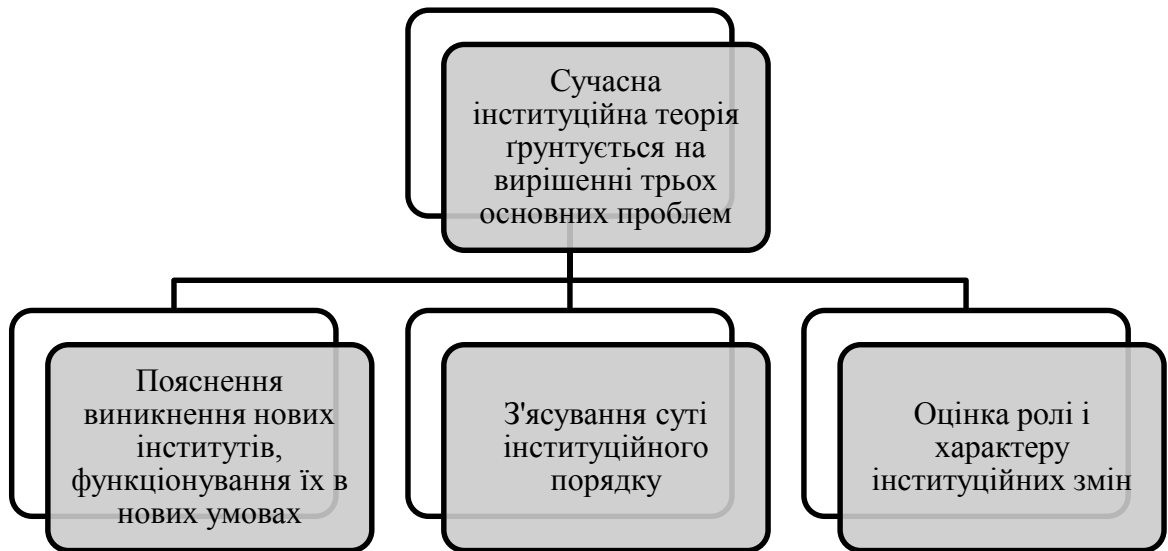 Сучасна
інституційна теорія
ґрунтується на
вирішенні трьох
основних проблем
Пояснення
виникнення нових
інститутів,
функціонування їх в
нових умовах
З'ясування суті
інституційного
порядку
Оцінка ролі і
характеру
інституційних змін